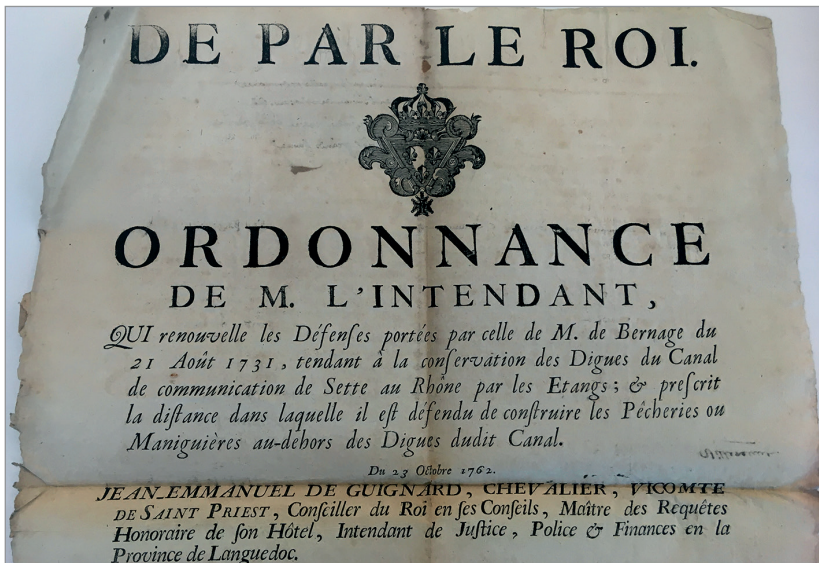 DE PAR LE ROI.
ORDONNANCE
DE M. L'INTENDANT,
QUI renouvelle les Défenſes portées par celle de M. de Bernage du
21 Août 1731, tendant à la conſervation des Digues du Canal
de communication de Sette au Rhône par les Etangs; & preſcrit
la diſtance dans laquelle il eſt défendu de conſtruire les Pécheries ou
Maniguières au-dehors des Digues dudit Canal.
Du 23 Octobre 1762.
JEAN-EMMANUEL DE GUIGNARD, CHEVALIER, VICOMTE
DE SAINT PRIEST, Conſeiller du Roi en ſes Conſeils, Maître des Requêtes
Honoraire de ſon Hôtel, Intendant de Juſtice, Police & Finances en la
Province de Languedoc.